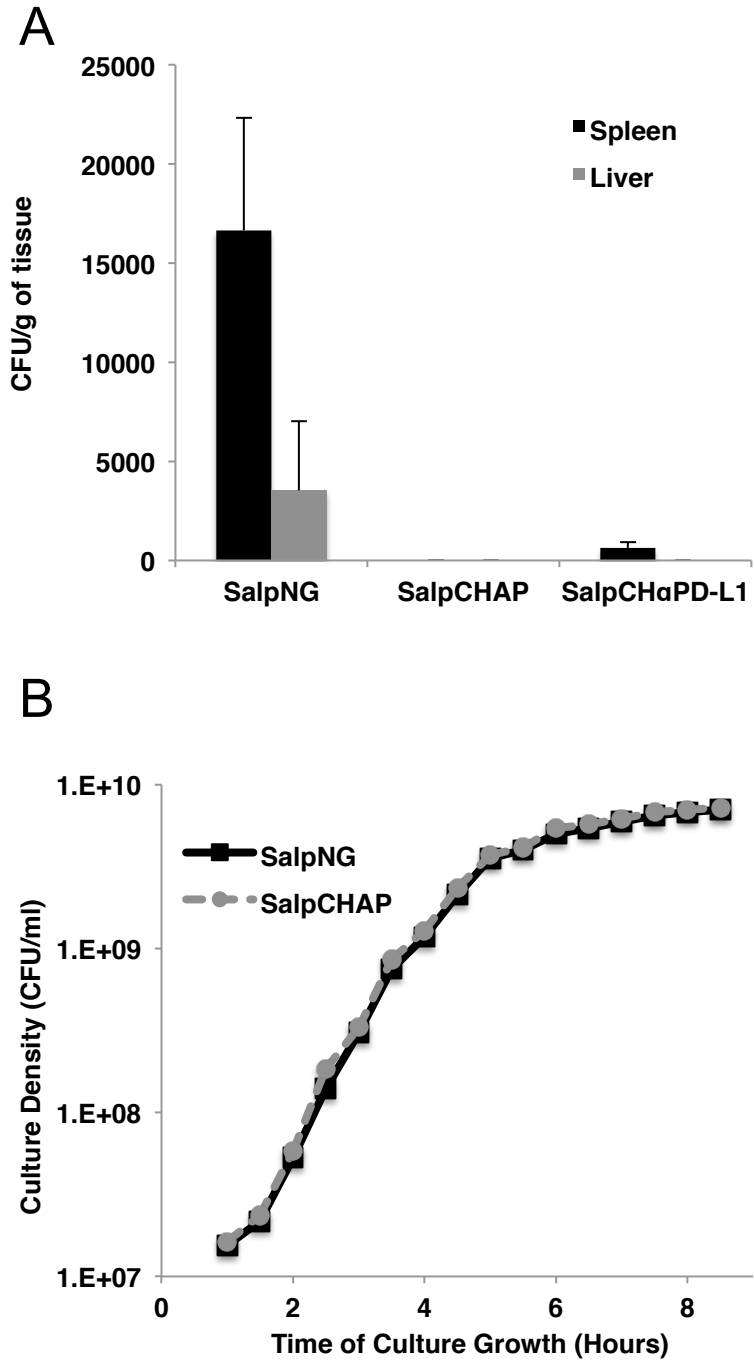 A
25000
20000
15000
10000
5000
0
CFU/g of tissue
Spleen
Liver
SalpNG SalpCHAP SalpCHαPD-L1
B
1.E+10
1.E+09
1.E+08
1.E+07
Culture Density (CFU/ml)
SalpNG
SalpCHAP
0 2 4 6 8
Time of Culture Growth (Hours)